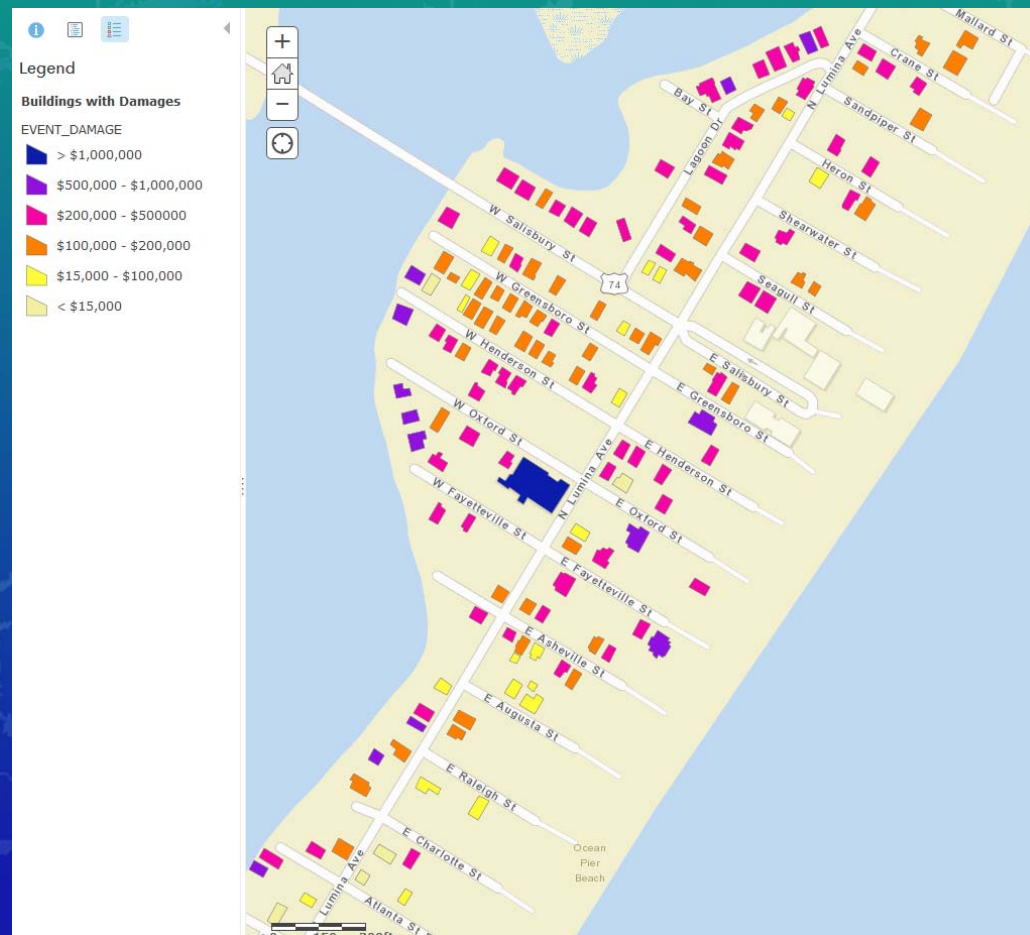 Legend
Buildings with Damages
EVENT_DAMAGE
> $1,000,000
$500,000 - $1,000,000
$200,000 - $500000
$100,000 - $200,000
$15,000 - $100,000
< $15,000
+
−
Mallard St
Crane St
N Lumina Ave
Sandpiper St
Bay St
Lagoon Dr
Heron St
Shearwater St
Seagull St
W Salisbury St
74
W Greensboro St
E Salisbury St
W Henderson St
E Greensboro St
W Oxford St
E Henderson St
N Lumina Ave
W Fayetteville St
E Oxford St
E Fayetteville St
E Asheville St
E Augusta St
E Raleigh St
E Charlotte St
Ocean
Pier
Beach
Lumina Ave
Atlanta St